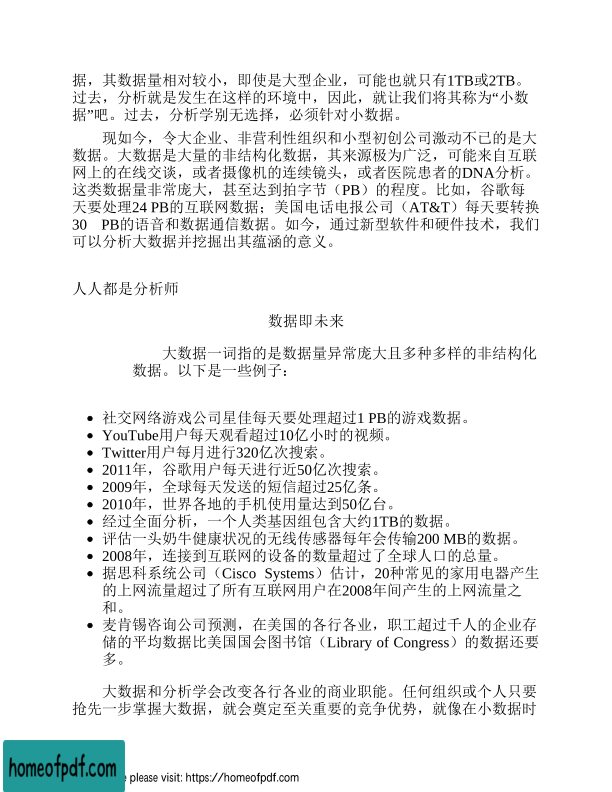 据，其数据量相对较小，即使是大型企业，可能也就只有1TB或2TB。
过去，分析就是发生在这样的环境中，因此，就让我们将其称为“小数
据”吧。过去，分析学别无选择，必须针对小数据。
现如今，令大企业、非营利性组织和小型初创公司激动不已的是大
数据。大数据是大量的非结构化数据，其来源极为广泛，可能来自互联
网上的在线交谈，或者摄像机的连续镜头，或者医院患者的DNA分析。
这类数据量非常庞大，甚至达到拍字节（PB）的程度。比如，谷歌每
天要处理24 PB的互联网数据；美国电话电报公司（AT&T）每天要转换
30 PB的语音和数据通信数据。如今，通过新型软件和硬件技术，我们
可以分析大数据并挖掘出其蕴涵的意义。
人人都是分析师
数据即未来
大数据一词指的是数据量异常庞大且多种多样的非结构化
数据。以下是一些例子：
● 社交网络游戏公司星佳每天要处理超过1 PB的游戏数据。
● YouTube用户每天观看超过10亿小时的视频。
● Twitter用户每月进行320亿次搜索。
● 2011年，谷歌用户每天进行近50亿次搜索。
● 2009年，全球每天发送的短信超过25亿条。
● 2010年，世界各地的手机使用量达到50亿台。
● 经过全面分析，一个人类基因组包含大约1TB的数据。
● 评估一头奶牛健康状况的无线传感器每年会传输200 MB的数据。
● 2008年，连接到互联网的设备的数量超过了全球人口的总量。
● 据思科系统公司（Cisco Systems）估计，20种常见的家用电器产生
的上网流量超过了所有互联网用户在2008年间产生的上网流量之
和。
● 麦肯锡咨询公司预测，在美国的各行各业，职工超过千人的企业存
储的平均数据比美国国会图书馆（Library of Congress）的数据还要
多。
大数据和分析学会改变各行各业的商业职能。任何组织或个人只要
抢先一步掌握大数据，就会奠定至关重要的竞争优势，就像在小数据时
homeofpdf.com
please visit: https://homeofpdf.com